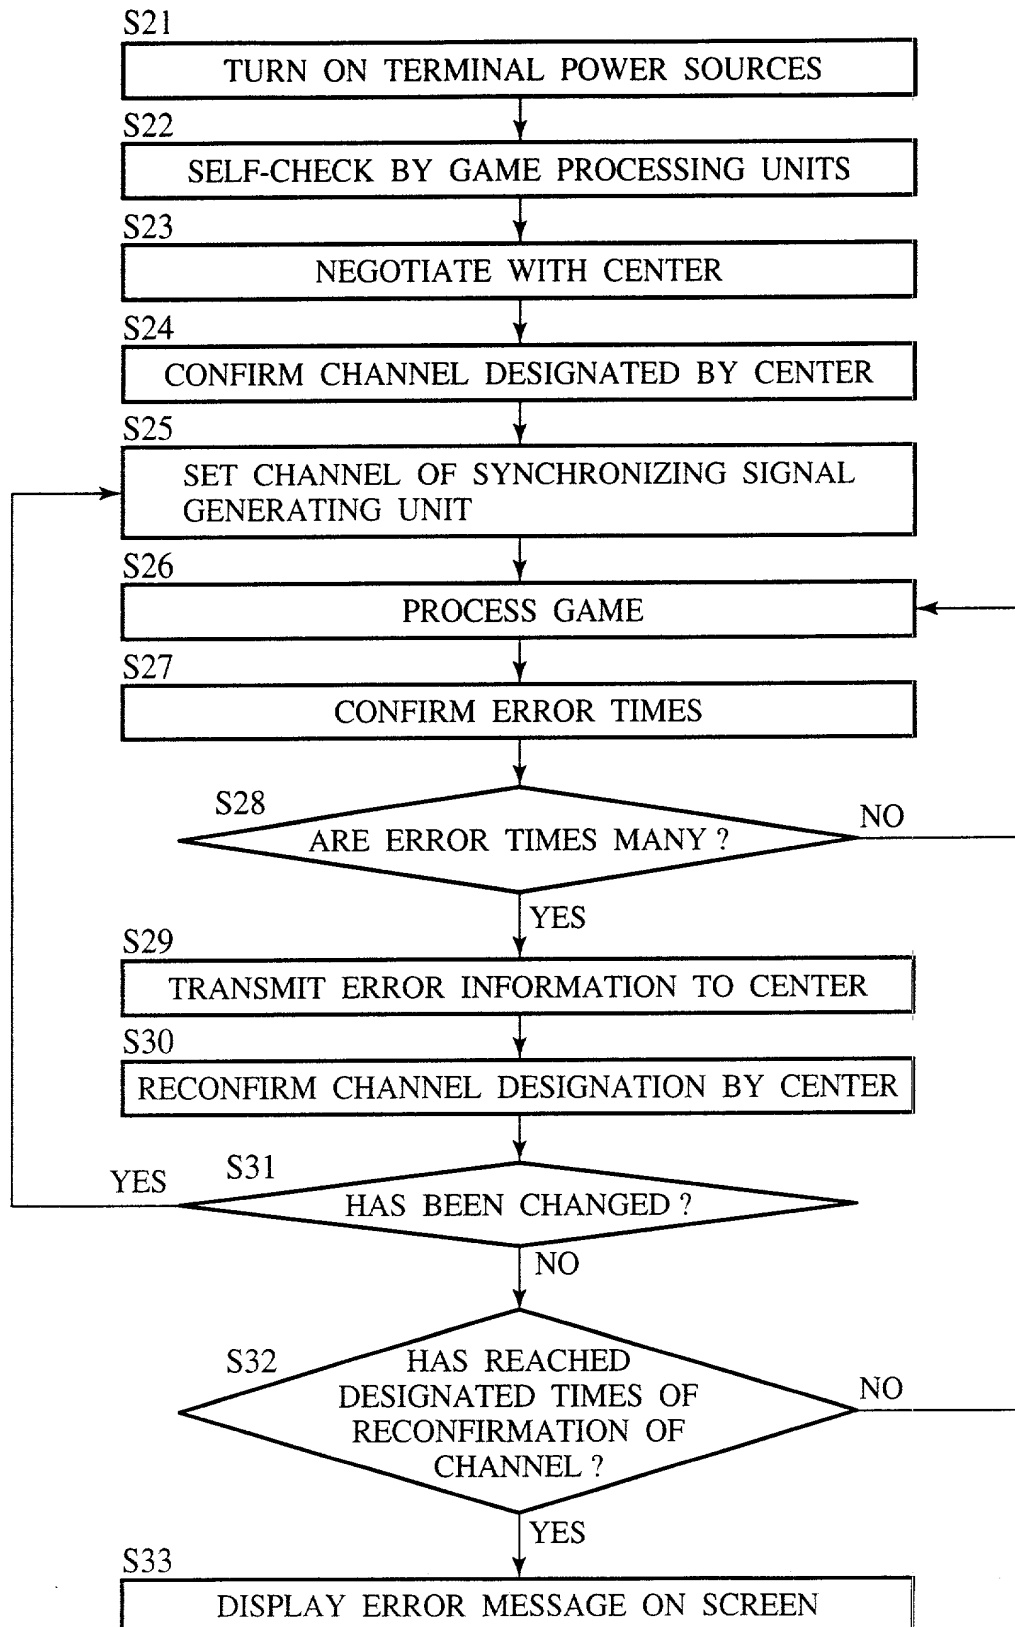 S21
TURN ON TERMINAL POWER SOURCES
S22
SELF-CHECK BY GAME PROCESSING UNITS
S23
NEGOTIATE WITH CENTER
S24
CONFIRM CHANNEL DESIGNATED BY CENTER
S25
SET CHANNEL OF SYNCHRONIZING SIGNAL
GENERATING UNIT
S26
PROCESS GAME
S27
CONFIRM ERROR TIMES
S28
ARE ERROR TIMES MANY ?
NO
YES
S29
TRANSMIT ERROR INFORMATION TO CENTER
S30
RECONFIRM CHANNEL DESIGNATION BY CENTER
S31
YES
HAS BEEN CHANGED ?
NO
S32
HAS REACHED
DESIGNATED TIMES OF
RECONFIRMATION OF
CHANNEL ?
NO
YES
S33
DISPLAY ERROR MESSAGE ON SCREEN